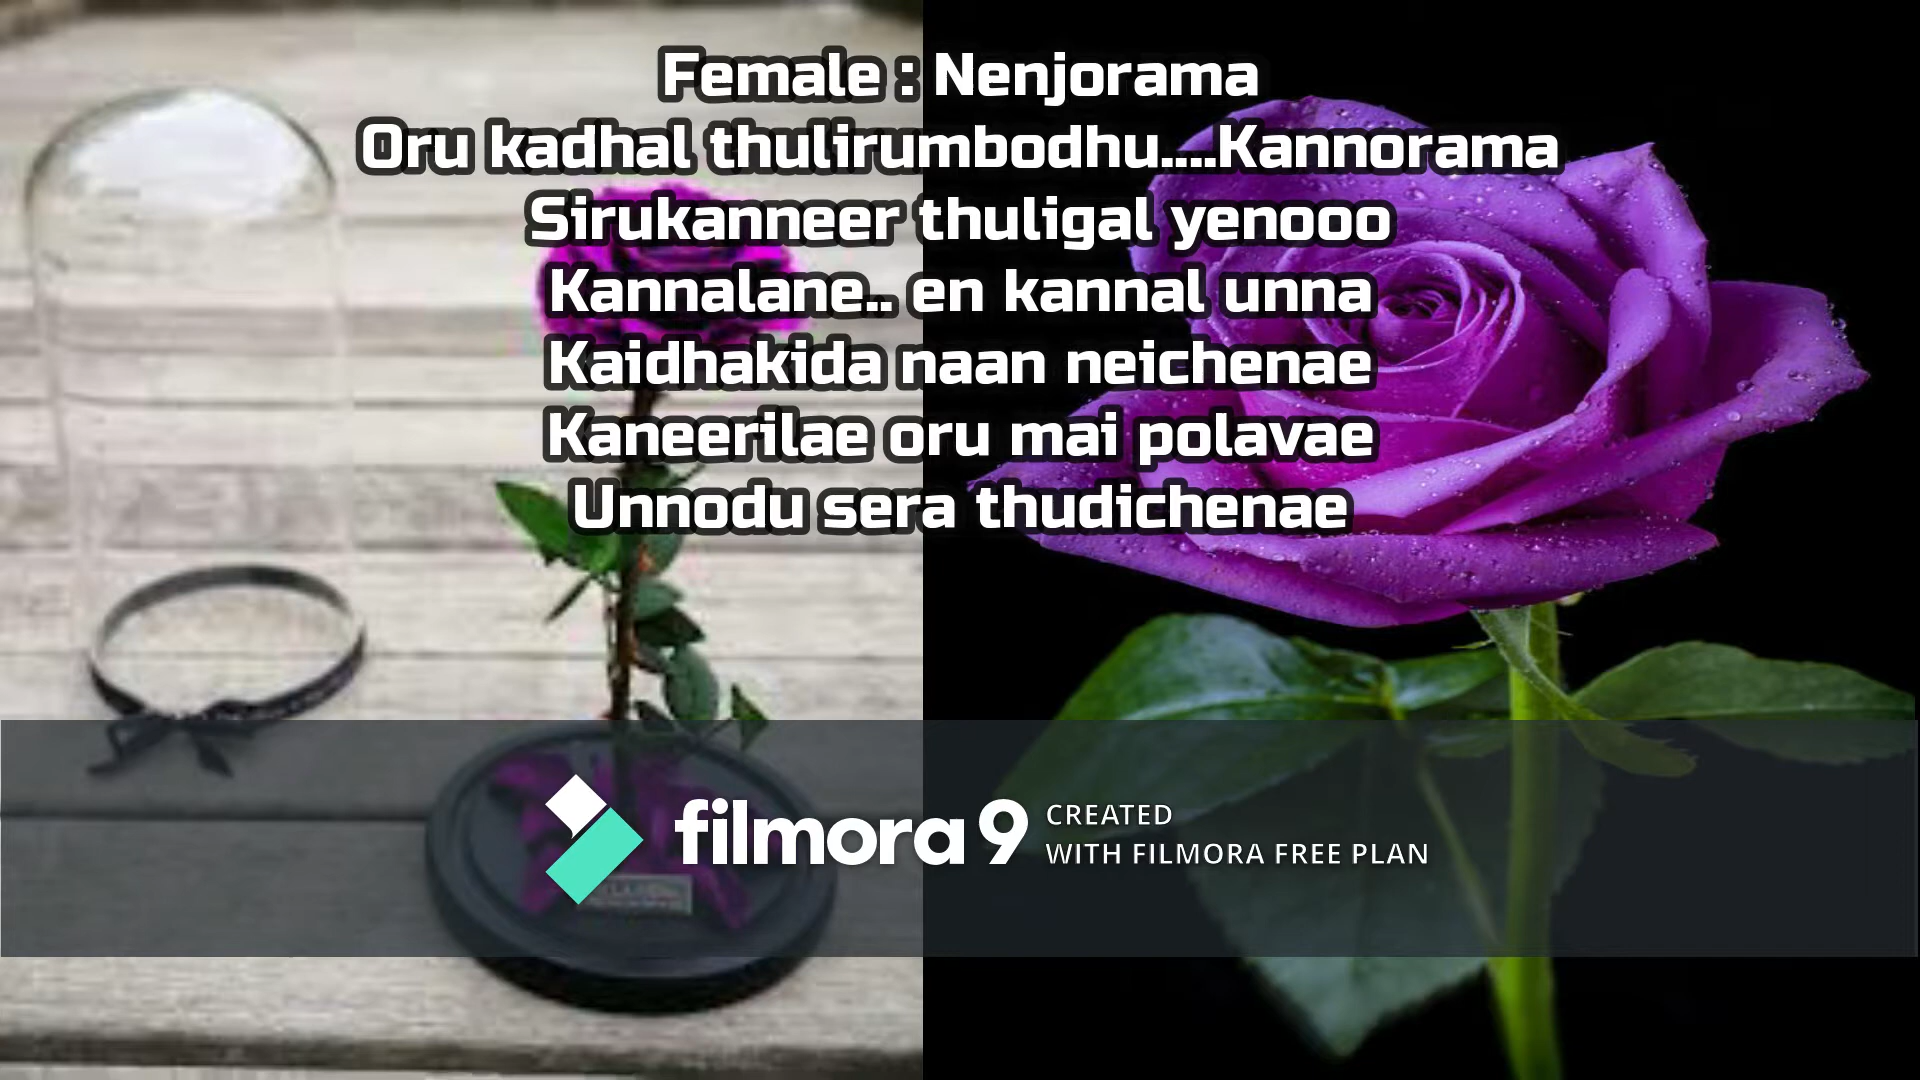 Female : Nenjorama
Oru kadhal thulirumbodhu....Kannorama
Sirukanneer thuligal yenooo
Kannalane.. en kannal unna
Kaidhakida naan neichenae
Kaneerilae oru mai polavae
Unnodu sera thudichenae
filmora 9
CREATED
WITH FILMORA FREE PLAN